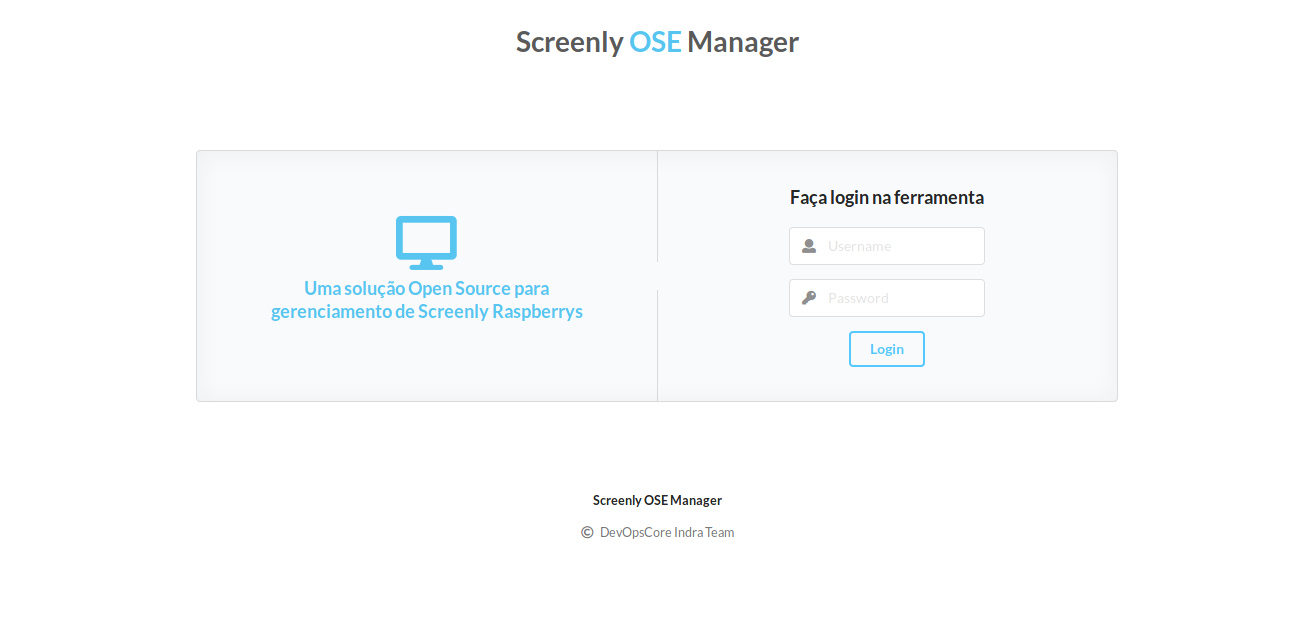 Screenly OSE Manager
Uma solução Open Source para
gerenciamento de Screenly Raspberrys
Faça login na ferramenta
Username
Password
Login
Screenly OSE Manager
© DevOpsCore Indra Team